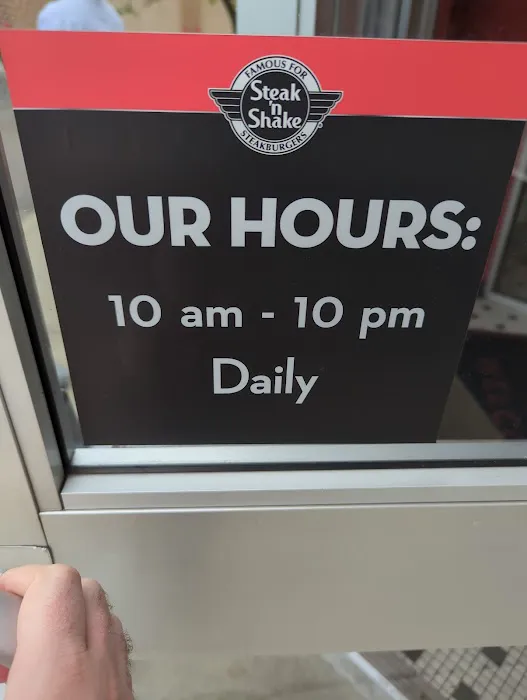 FAMOUS FOR
Steak
'n
Shake
STEAKBURGERS
OUR HOURS:
10 am - 10 pm
Daily